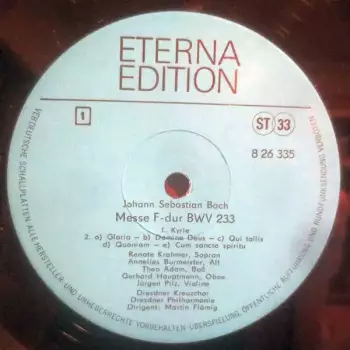 ETERNA
EDITION
1
ST 33
8 26 335
Johann Sebastian Bach
Messe F-dur BWV 233
1. Kyrie
2. a) Gloria – b) Domine Deus – c) Qui tollis
d) Quoniam – e) Cum sancto spiritu
Renate Krahmer, Sopran
Annelies Burmeister, Alt
Theo Adam, Baß
Gerhard Hauptmann, Oboe
Jürgen Pilz, Violine
Dresdner Kreuzchor
Dresdner Philharmonie
Dirigent: Martin Flämig
VEB DEUTSCHE SCHALLPLATTEN · ALLE HERSTELLER- UND URHEBERRECHTE VORBEHALTEN · ÜBERSPIELUNG, ÖFFENTLICHE AUFFÜHRUNG UND RUNDFUNKSENDUNG VERBOTEN